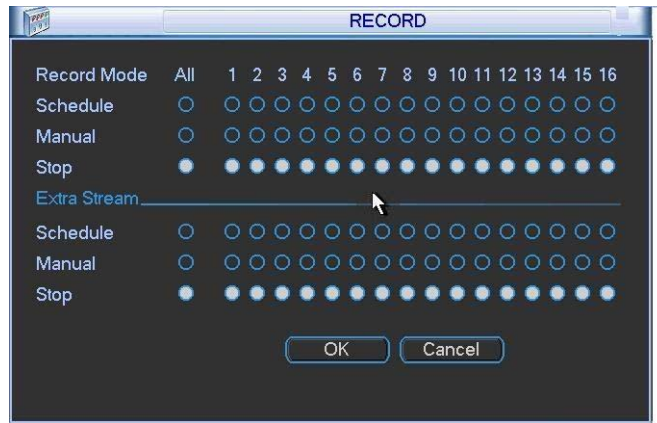 RECORD
Record Mode All 1 2 3 4 5 6 7 8 9 10 11 12 13 14 15 16
Schedule
Manual
Stop
Extra Stream
Schedule
Manual
Stop
OK Cancel